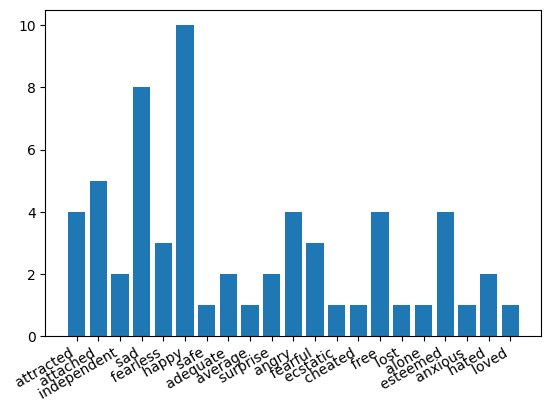 10
8
6
4
2
0
attracted
attached
independent
sad
fearless
happy
safe
adequate
average
surprise
angry
fearful
ecstatic
cheated
free
lost
alone
esteemed
anxious
hated
loved